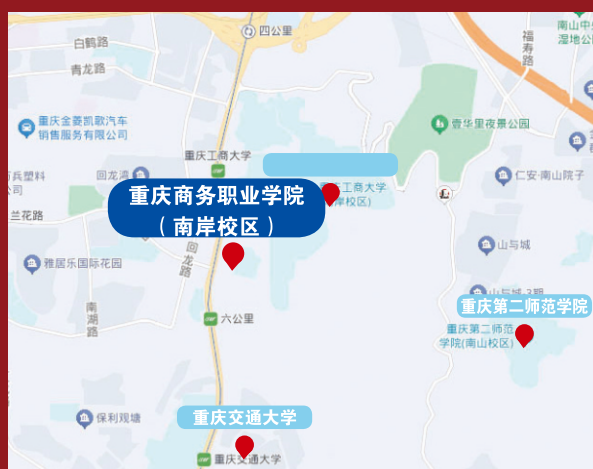 四公里
南山中
湿地公
福寿路
白鹤路
青龙路
重庆金菱凯歌汽车
销售服务有限公司
壹华里夜景公园
重庆工商大学
工商大学
岸校区)
兵塑料
公司
回龙湾
仁安·南山院子
重庆商务职业学院
（南岸校区）
兰花路
回龙路
山与城
雅居乐国际花园
山与城-3期
重庆第二师范学院
南湖路
六公里
重庆第二师范
学院(南山校区)
重庆交通大学
保利观塘
重庆交通大学